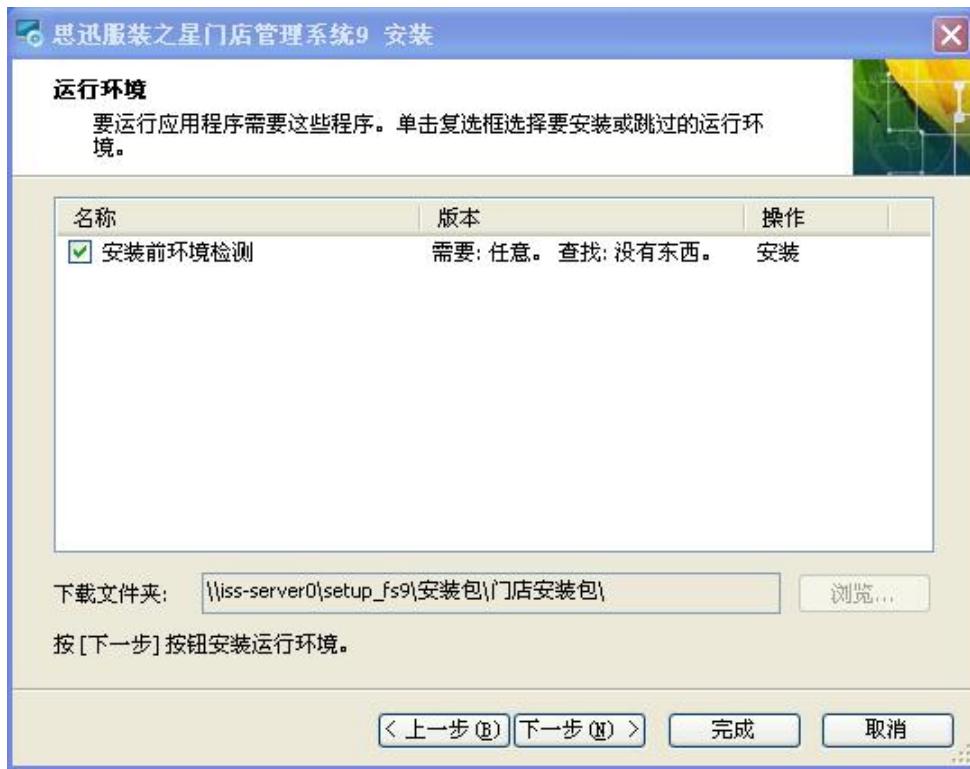 思迅服装之星门店管理系统9 安装
运行环境
要运行应用程序需要这些程序。单击复选框选择要安装或跳过的运行环
境。
名称 版本 操作
安装前环境检测 需要: 任意。 查找: 没有东西。 安装
下载文件夹: \\iss-server0\setup_fs9\安装包\门店安装包\ 浏览...
按[下一步]按钮安装运行环境。
< 上一步(B) 下一步(N) > 完成 取消